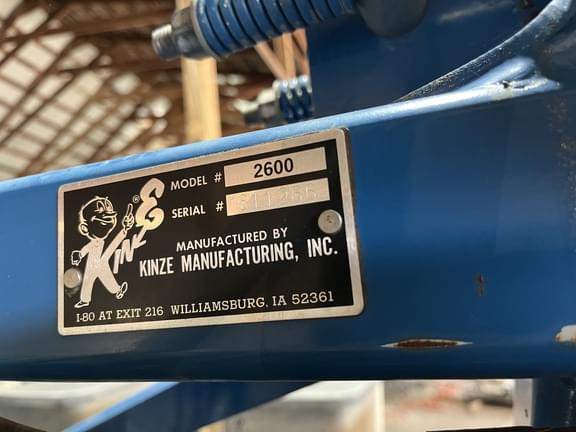 KINZE®
MODEL # 2600
SERIAL #
MANUFACTURED BY
KINZE MANUFACTURING, INC.
I-80 AT EXIT 216 WILLIAMSBURG, IA 52361